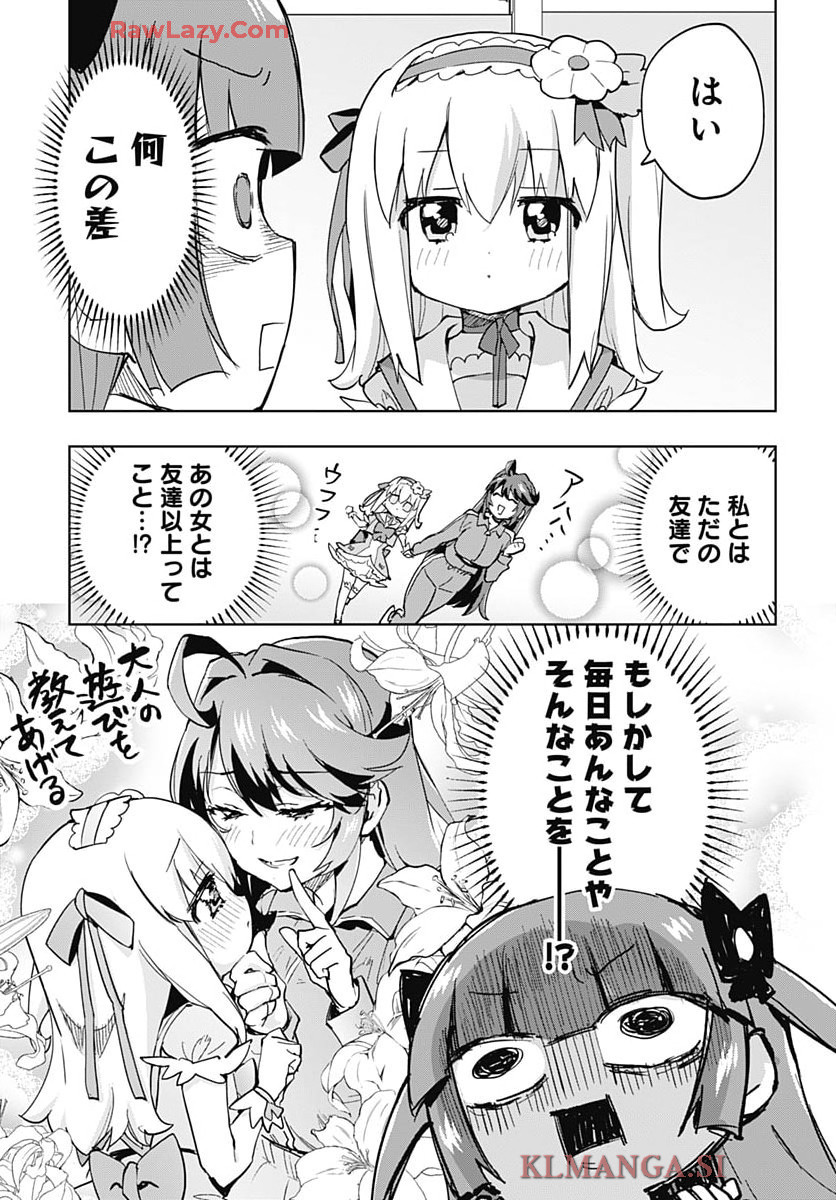 RawLazy.Com
はい
何
この差
私とは
ただの
友達で
アハハ
ウフフ…
あの女とは
友達以上って
こと…!?
もしかして
毎日あんなことや
そんなことを――!?
大人の
遊びを
教えて
あげる
KLMANGA.SI